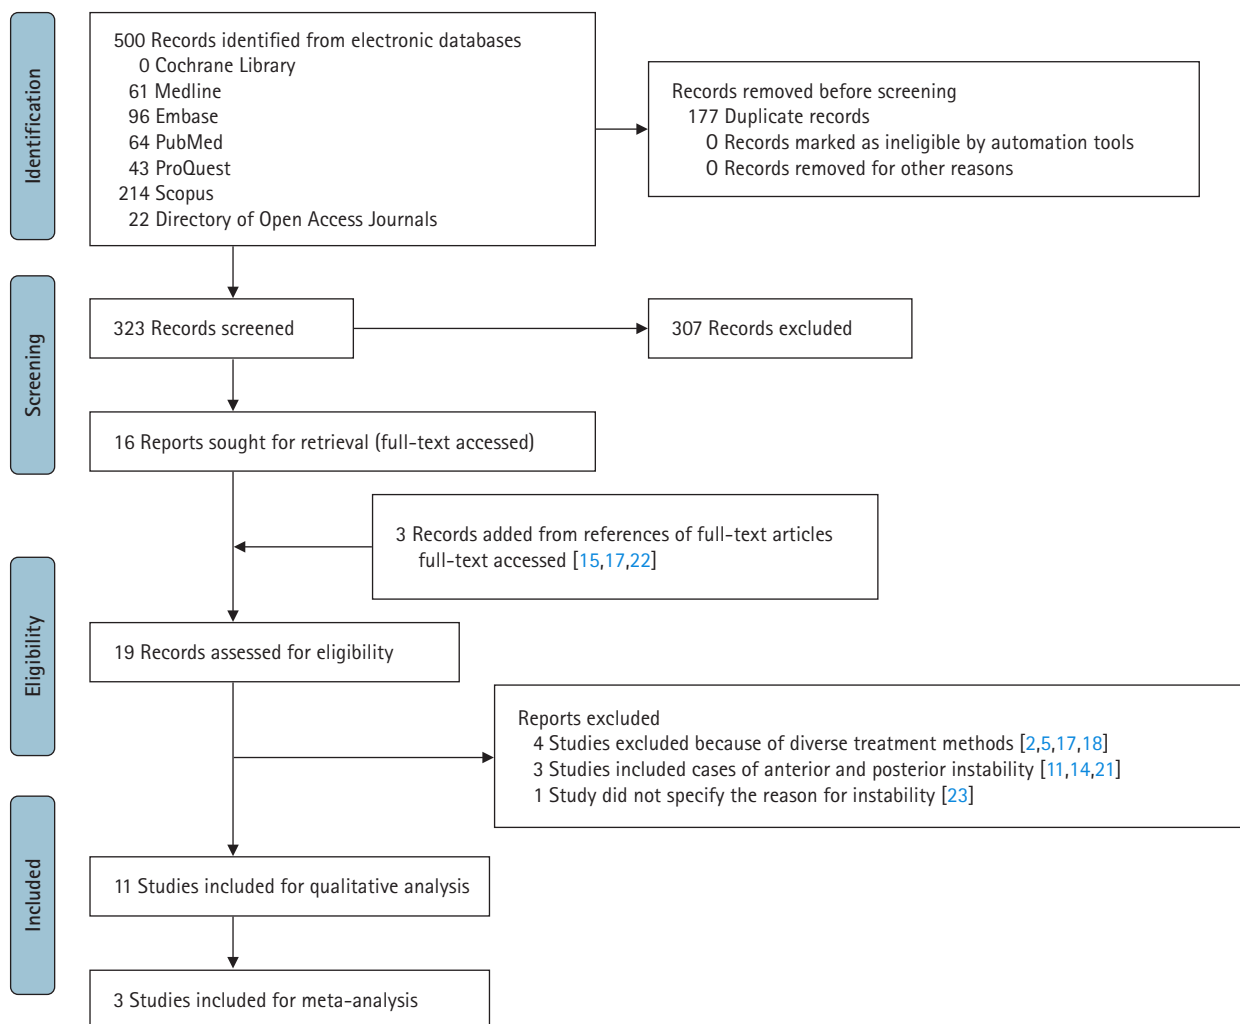 Identification
500 Records identified from electronic databases
0 Cochrane Library
61 Medline
96 Embase
64 PubMed
43 ProQuest
214 Scopus
22 Directory of Open Access Journals
Records removed before screening
177 Duplicate records
0 Records marked as ineligible by automation tools
0 Records removed for other reasons
Screening
323 Records screened
307 Records excluded
16 Reports sought for retrieval (full-text accessed)
3 Records added from references of full-text articles
full-text accessed [15,17,22]
Eligibility
19 Records assessed for eligibility
Reports excluded
4 Studies excluded because of diverse treatment methods [2,5,17,18]
3 Studies included cases of anterior and posterior instability [11,14,21]
1 Study did not specify the reason for instability [23]
Included
11 Studies included for qualitative analysis
3 Studies included for meta-analysis